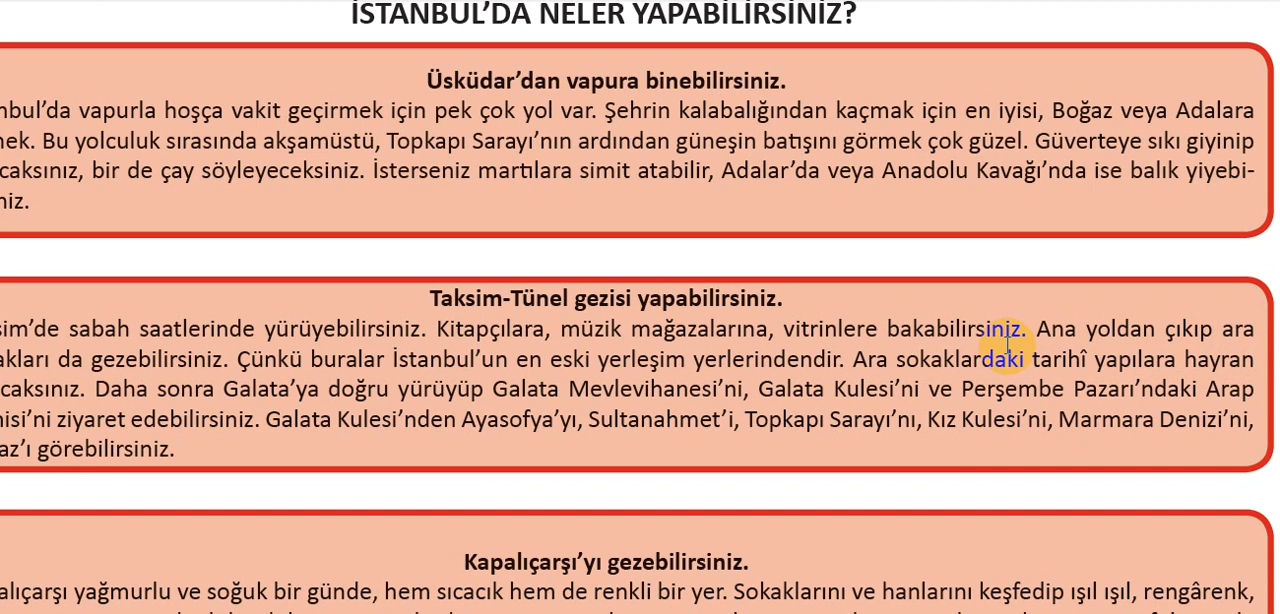 İSTANBUL’DA NELER YAPABİLİRSİNİZ?
Üsküdar’dan vapura binebilirsiniz.
nbul’da vapurla hoşça vakit geçirmek için pek çok yol var. Şehrin kalabalığından kaçmak için en iyisi, Boğaz veya Adalara
nek. Bu yolculuk sırasında akşamüstü, Topkapı Sarayı’nın ardından güneşin batışını görmek çok güzel. Güverteye sıkı giyinip
caksınız, bir de çay söyleyeceksiniz. İsterseniz martılara simit atabilir, Adalar’da veya Anadolu Kavağı’nda ise balık yiyebi-
niz.
Taksim-Tünel gezisi yapabilirsiniz.
sim’de sabah saatlerinde yürüyebilirsiniz. Kitapçılara, müzik mağazalarına, vitrinlere bakabilirsiniz. Ana yoldan çıkıp ara
akları da gezebilirsiniz. Çünkü buralar İstanbul’un en eski yerleşim yerlerindendir. Ara sokaklardaki tarihî yapılara hayran
caksınız. Daha sonra Galata’ya doğru yürüyüp Galata Mevlevihanesi’ni, Galata Kulesi’ni ve Perşembe Pazarı’ndaki Arap
nisi’ni ziyaret edebilirsiniz. Galata Kulesi’nden Ayasofya’yı, Sultanahmet’i, Topkapı Sarayı’nı, Kız Kulesi’ni, Marmara Denizi’ni,
az’ı görebilirsiniz.
Kapalıçarşı’yı gezebilirsiniz.
alıçarşı yağmurlu ve soğuk bir günde, hem sıcacık hem de renkli bir yer. Sokaklarını ve hanlarını keşfedip ışıl ışıl, rengârenk,